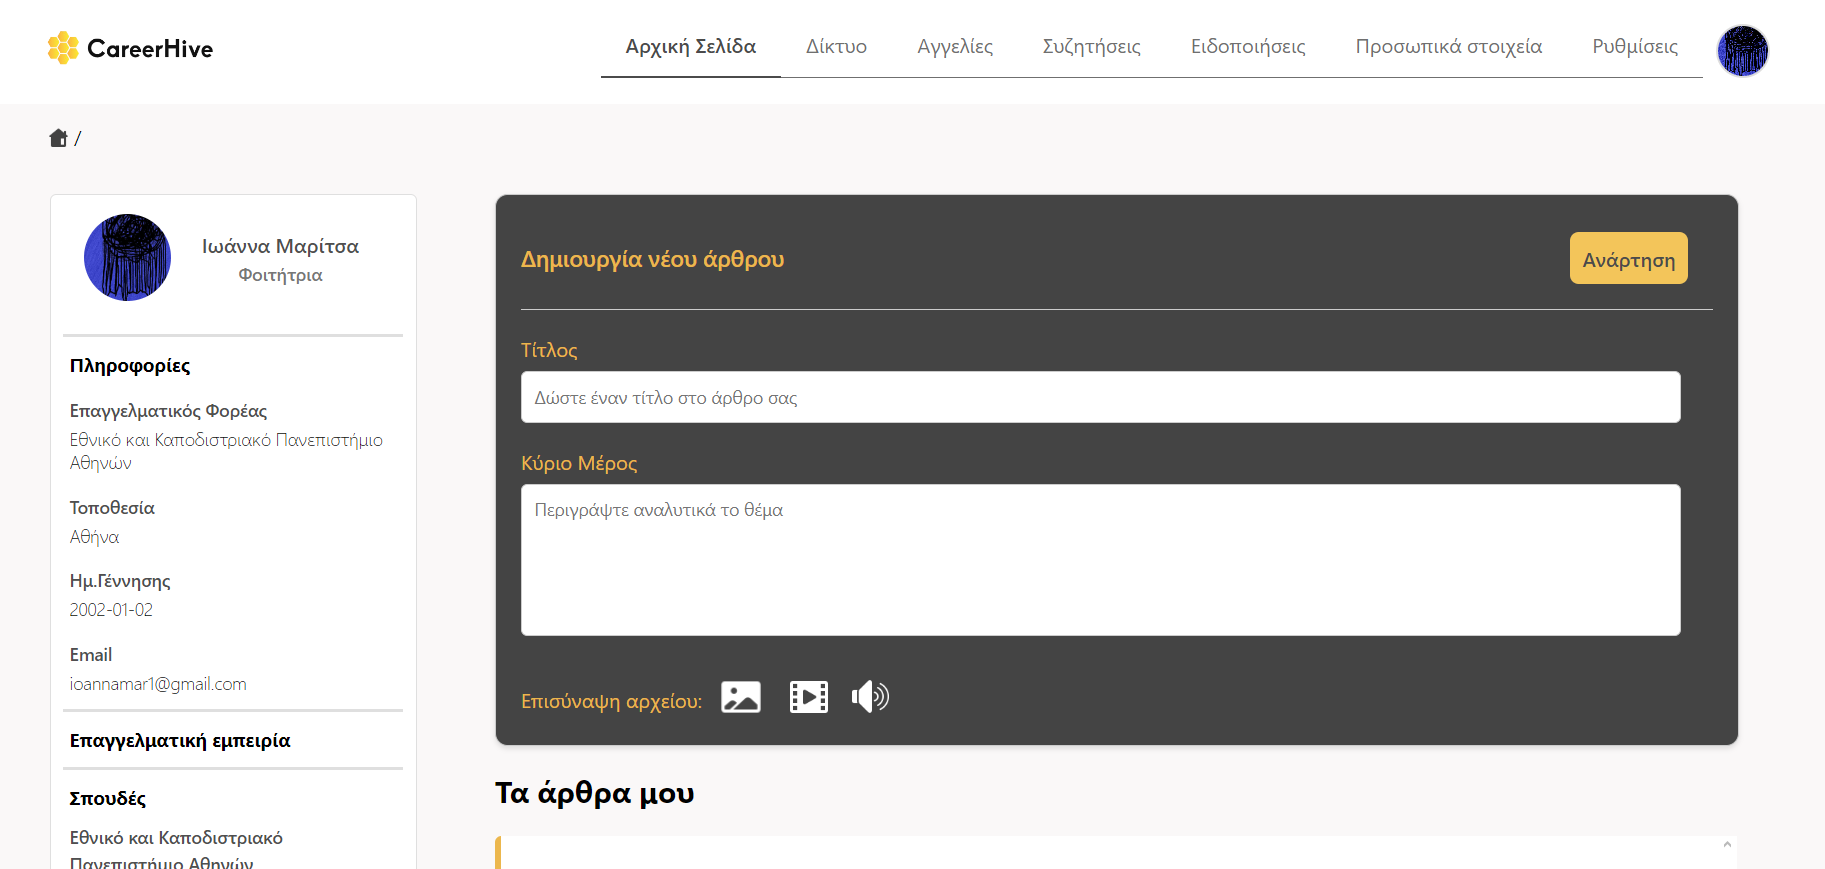 CareerHive
Αρχική Σελίδα
Δίκτυο
Αγγελίες
Συζητήσεις
Ειδοποιήσεις
Προσωπικά στοιχεία
Ρυθμίσεις
/
Ιωάννα Μαρίτσα
Φοιτήτρια
Πληροφορίες
Επαγγελματικός Φορέας
Εθνικό και Καποδιστριακό Πανεπιστήμιο
Αθηνών
Τοποθεσία
Αθήνα
Ημ.Γέννησης
2002-01-02
Email
ioannamar1@gmail.com
Επαγγελματική εμπειρία
Σπουδές
Εθνικό και Καποδιστριακό
Πανεπιστήμιο Αθηνών
Δημιουργία νέου άρθρου
Ανάρτηση
Τίτλος
Δώστε έναν τίτλο στο άρθρο σας
Κύριο Μέρος
Περιγράψτε αναλυτικά το θέμα
Επισύναψη αρχείου:
Τα άρθρα μου